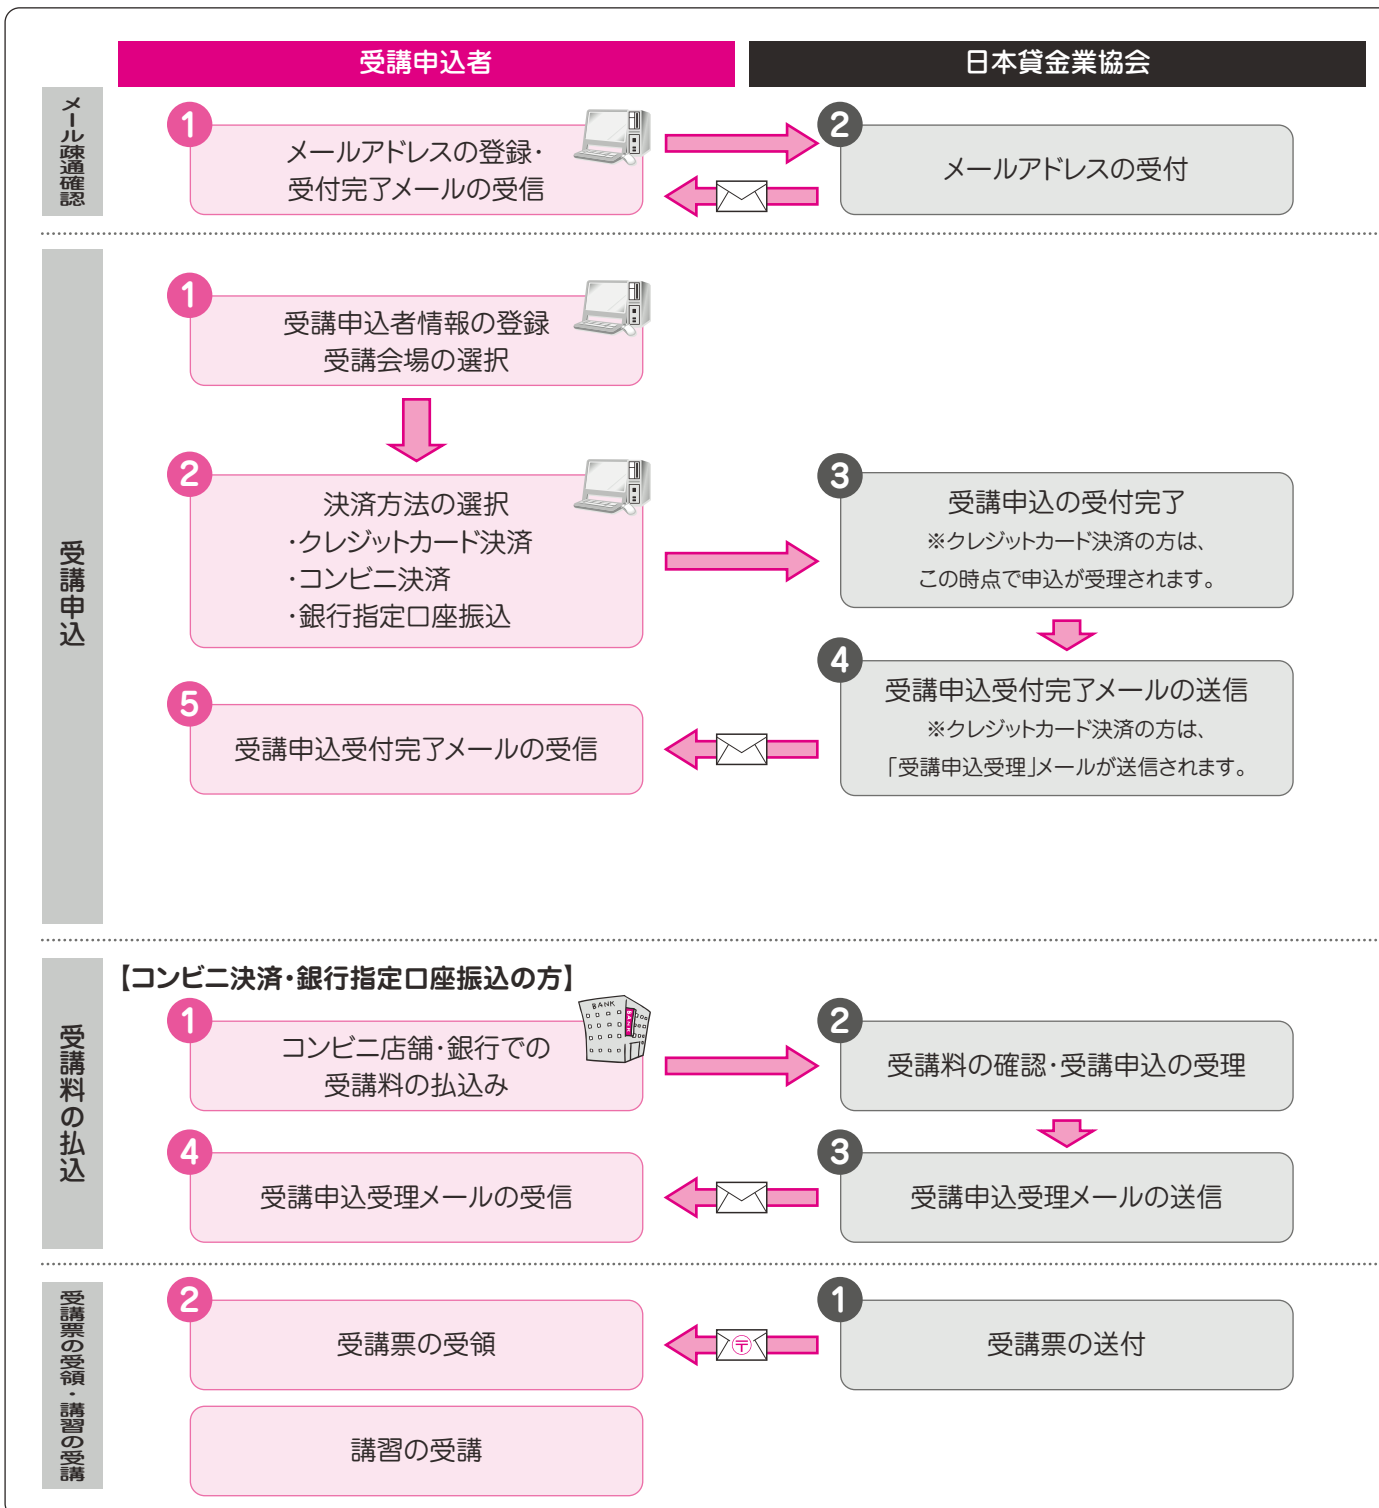 受講申込者
日本貸金業協会
メール疎通確認
1
メールアドレスの登録・
受付完了メールの受信
2
メールアドレスの受付
受講申込
1
受講申込者情報の登録
受講会場の選択
2
決済方法の選択
・クレジットカード決済
・コンビニ決済
・銀行指定口座振込
3
受講申込の受付完了
※クレジットカード決済の方は、
この時点で申込が受理されます。
4
受講申込受付完了メールの送信
※クレジットカード決済の方は、
「受講申込受理」メールが送信されます。
5
受講申込受付完了メールの受信
受講料の払込
【コンビニ決済・銀行指定口座振込の方】
1
コンビニ店舗・銀行での
受講料の払込み
BANK
2
受講料の確認・受講申込の受理
3
受講申込受理メールの送信
4
受講申込受理メールの受信
受講票の受領・講習の受講
1
受講票の送付
〒
2
受講票の受領
講習の受講